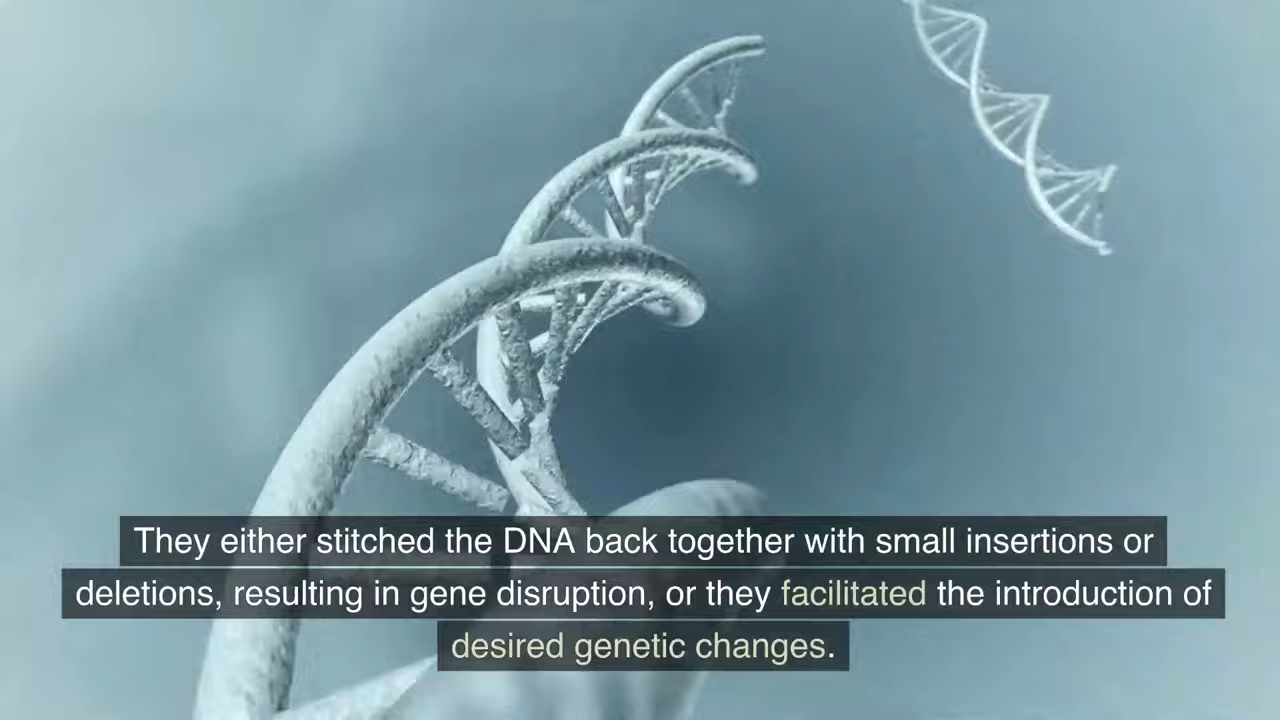 They either stitched the DNA back together with small insertions or
deletions, resulting in gene disruption, or they facilitated the introduction of
desired genetic changes.